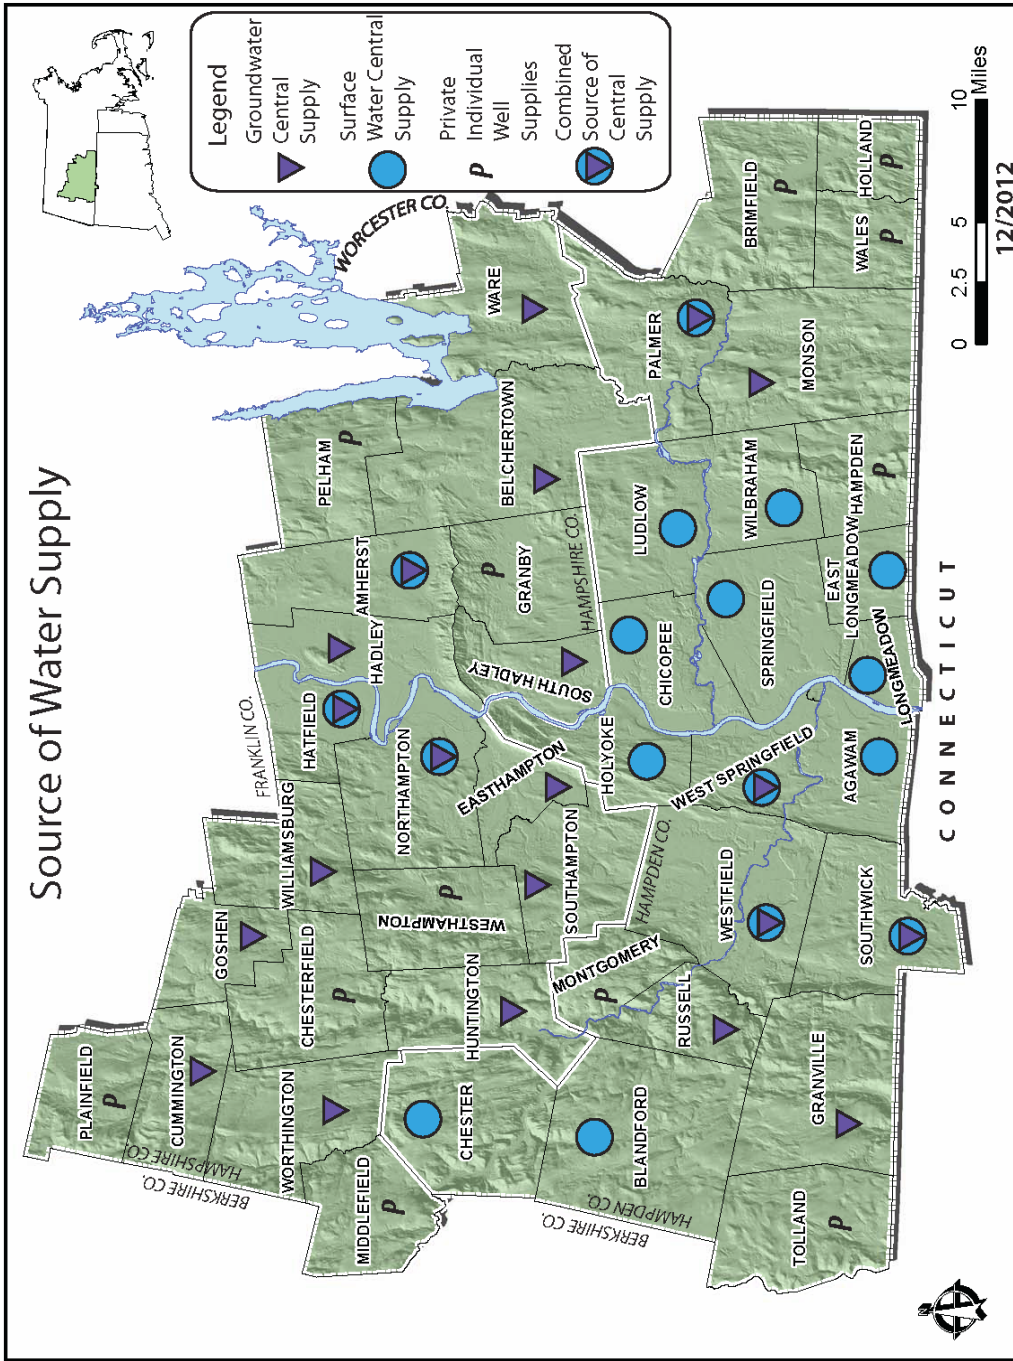 Source of Water Supply
Legend
Groundwater
Central
Supply
Surface
Water Central
Supply
P
Private
Individual
Well
Supplies
Combined
Source of
Central
Supply
PLAINFIELD
P
CUMMINGTON
GOSHEN
WORTHINGTON
CHESTERFIELD
P
WILLIAMSBURG
MIDDLEFIELD
P
HATFIELD
HADLEY
AMHERST
PELHAM
P
NORTHAMPTON
WESTHAMPTON
P
CHESTER
HUNTINGTON
EASTHAMPTON
SOUTHAMPTON
SOUTH HADLEY
GRANBY
P
BELCHERTOWN
WARE
MONTGOMERY
P
HOLYOKE
CHICOPEE
LUDLOW
PALMER
BLANDFORD
RUSSELL
WESTFIELD
WEST SPRINGFIELD
SPRINGFIELD
WILBRAHAM
MONSON
BRIMFIELD
P
TOLLAND
P
GRANVILLE
SOUTHWICK
AGAWAM
LONGMEADOW
EAST
LONGMEADOW
HAMPDEN
P
WALES
P
HOLLAND
P
BERKSHIRE CO.
HAMPSHIRE CO.
FRANKLIN CO.
WORCESTER CO.
HAMPSHIRE CO.
HAMPDEN CO.
BERKSHIRE CO.
HAMPDEN CO.
CONNECTICUT
N
0 2.5 5 10 Miles
12/2012